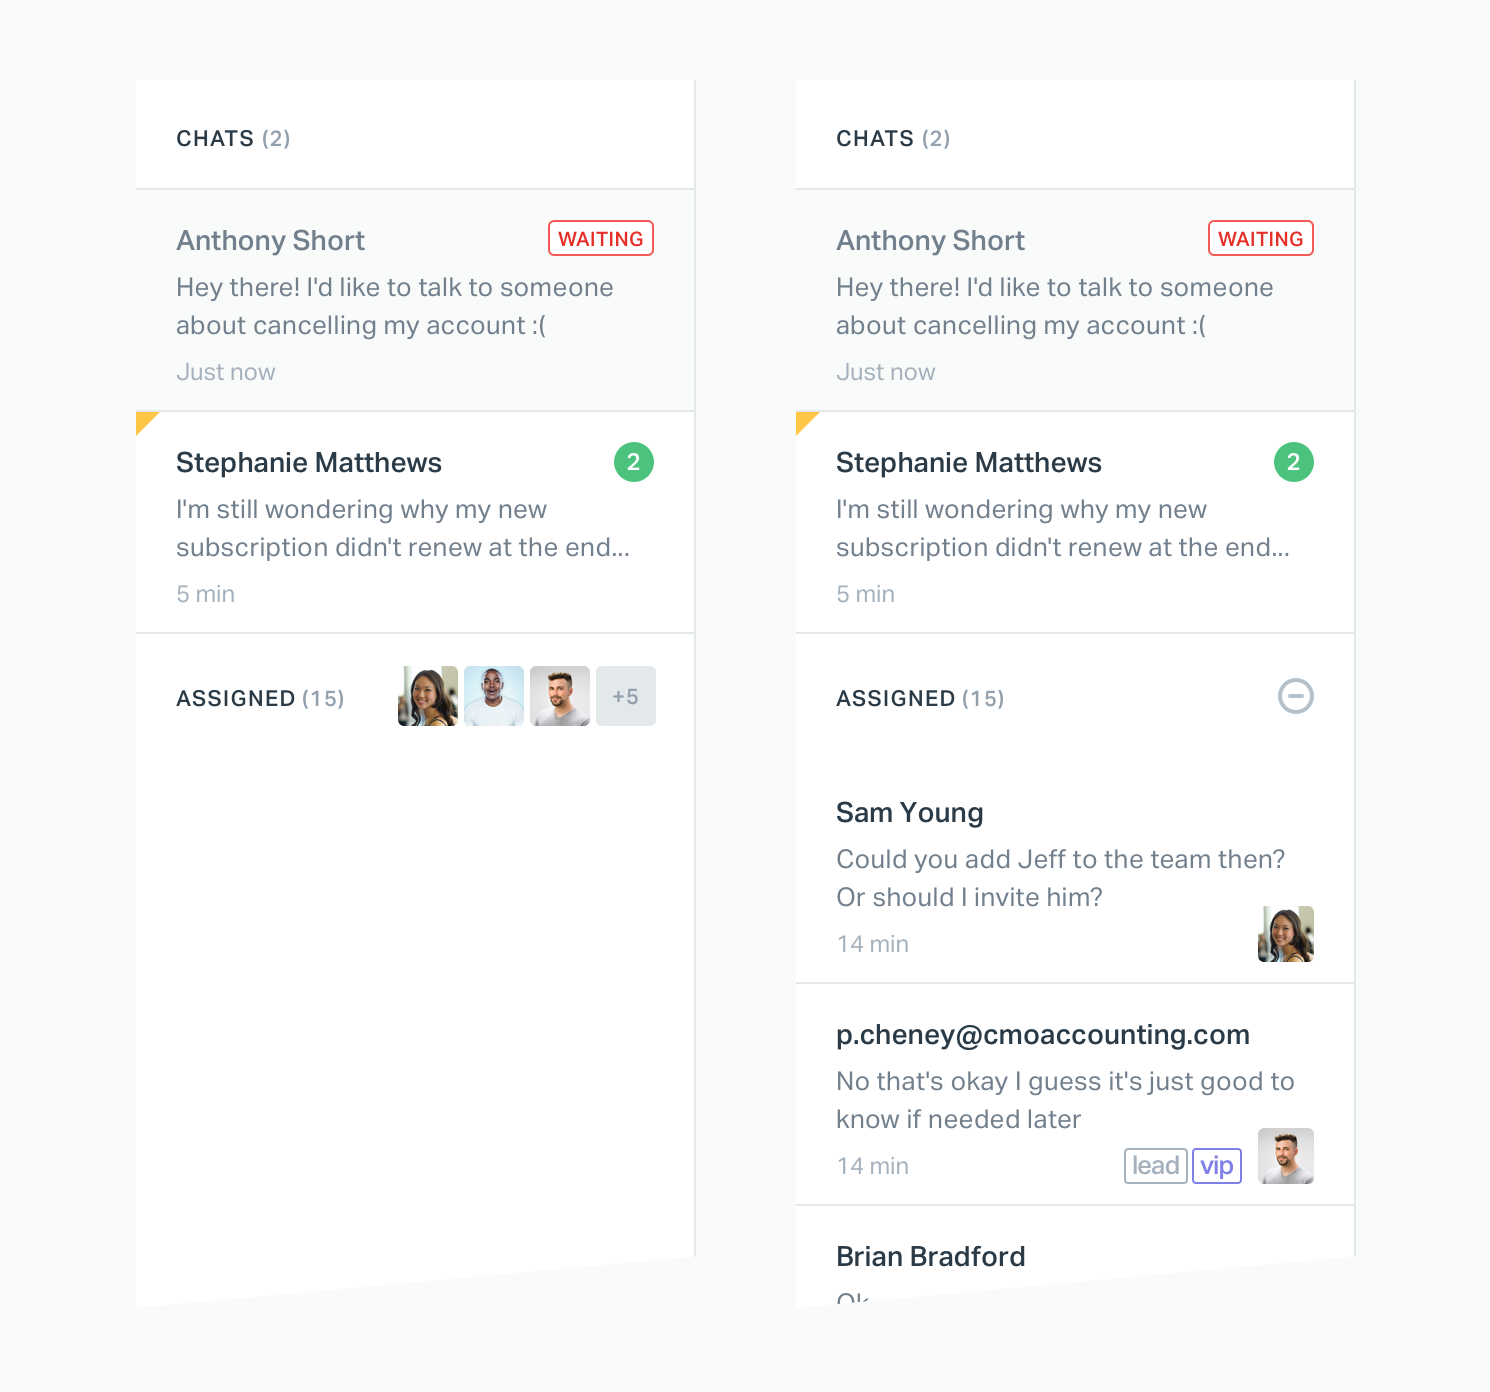 CHATS (2)
Anthony Short
WAITING
Hey there! I'd like to talk to someone
about cancelling my account :(
Just now
Stephanie Matthews
2
I'm still wondering why my new
subscription didn't renew at the end...
5 min
ASSIGNED (15)
+5
CHATS (2)
Anthony Short
WAITING
Hey there! I'd like to talk to someone
about cancelling my account :(
Just now
Stephanie Matthews
2
I'm still wondering why my new
subscription didn't renew at the end...
5 min
ASSIGNED (15)
Sam Young
Could you add Jeff to the team then?
Or should I invite him?
14 min
p.cheney@cmoaccounting.com
No that's okay I guess it's just good to
know if needed later
14 min
lead
vip
Brian Bradford